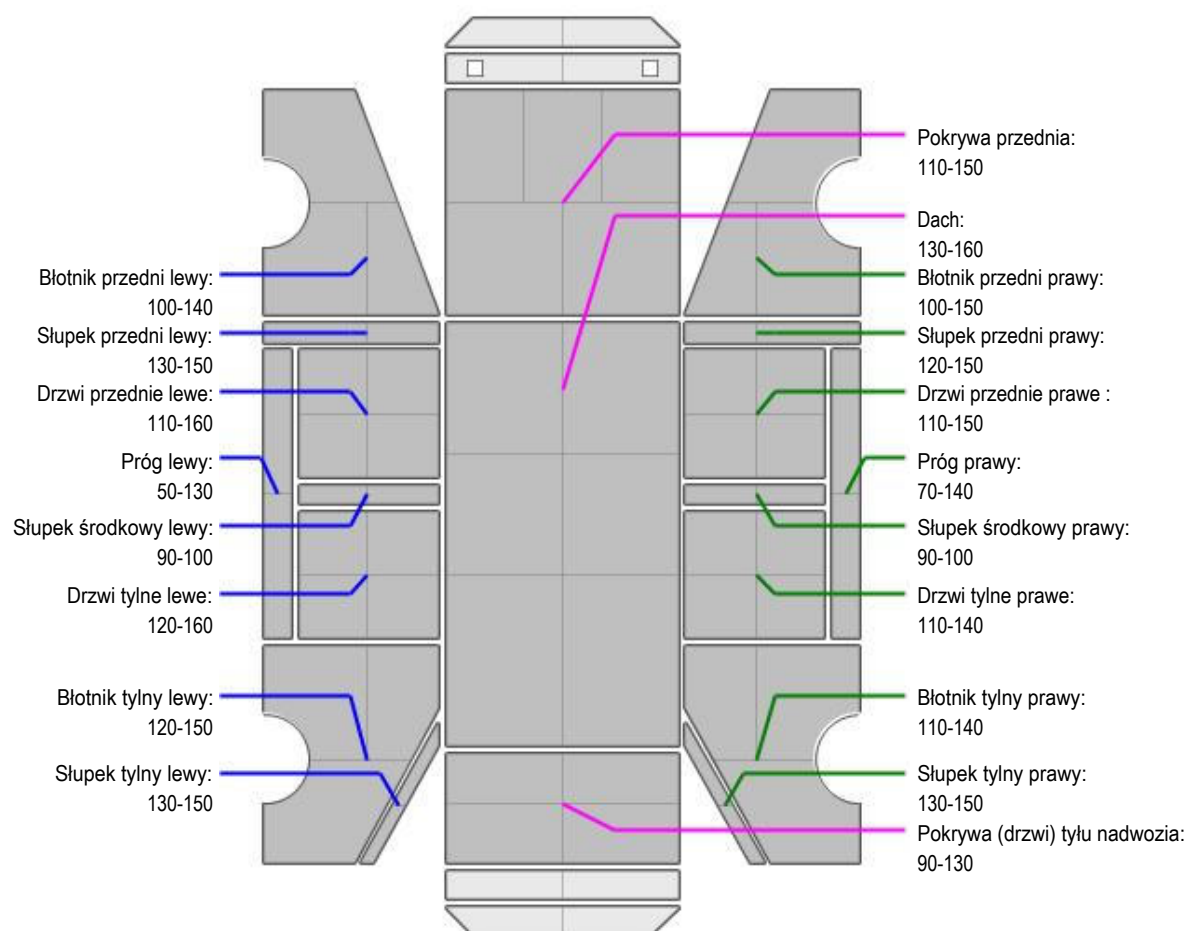 Pokrywa przednia:
110-150
Dach:
130-160
Błotnik przedni lewy:
100-140
Błotnik przedni prawy:
100-150
Słupek przedni lewy:
130-150
Słupek przedni prawy:
120-150
Drzwi przednie lewe:
110-160
Drzwi przednie prawe :
110-150
Próg lewy:
50-130
Próg prawy:
70-140
Słupek środkowy lewy:
90-100
Słupek środkowy prawy:
90-100
Drzwi tylne lewe:
120-160
Drzwi tylne prawe:
110-140
Błotnik tylny lewy:
120-150
Błotnik tylny prawy:
110-140
Słupek tylny lewy:
130-150
Słupek tylny prawy:
130-150
Pokrywa (drzwi) tyłu nadwozia:
90-130